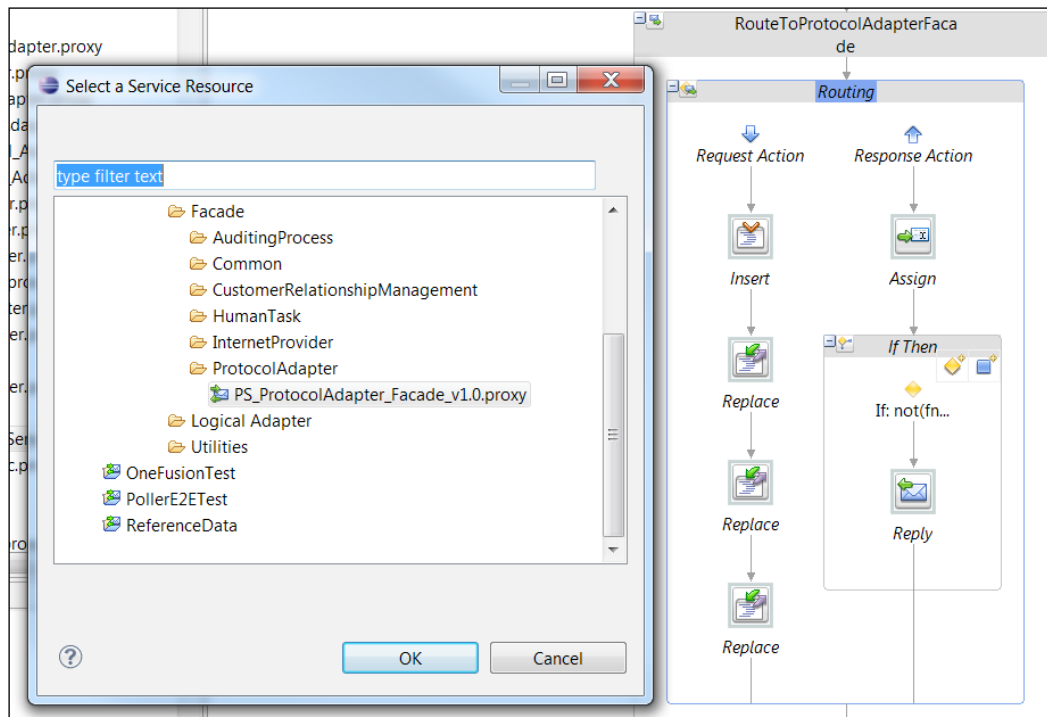 dapter.proxy
Select a Service Resource
type filter text
Facade
AuditingProcess
Common
CustomerRelationshipManagement
HumanTask
InternetProvider
ProtocolAdapter
PS_ProtocolAdapter_Facade_v1.0.proxy
Logical Adapter
Utilities
OneFusionTest
PollerE2ETest
ReferenceData
OK
Cancel
RouteToProtocolAdapterFaca
de
Routing
Request Action
Response Action
Insert
Assign
Replace
If Then
If: not(fn...
Replace
Reply
Replace